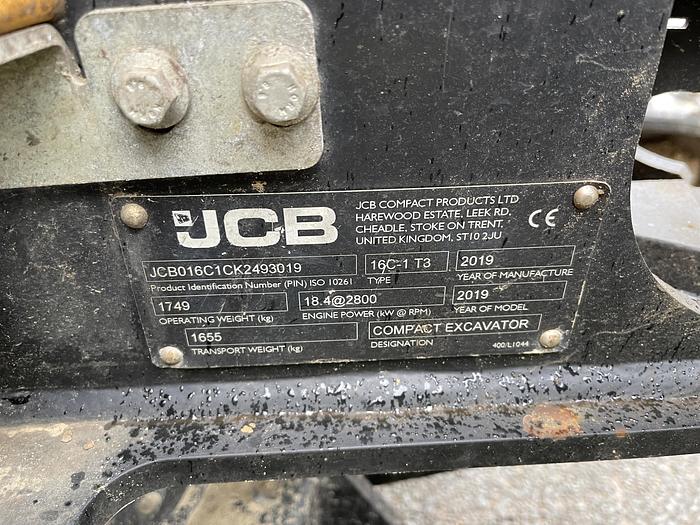 JCB
JCB COMPACT PRODUCTS LTD
HAREWOOD ESTATE, LEEK RD.
CHEADLE, STOKE ON TRENT,
UNITED KINGDOM, ST10 2JU
CE
JCB016C1CK2493019
16C-1 T3
2019
Product Identification Number (PIN) ISO 10261
TYPE
YEAR OF MANUFACTURE
1749
18.4@2800
2019
OPERATING WEIGHT (kg)
ENGINE POWER (kW @ RPM)
YEAR OF MODEL
1655
COMPACT EXCAVATOR
TRANSPORT WEIGHT (kg)
DESIGNATION
400/L1044